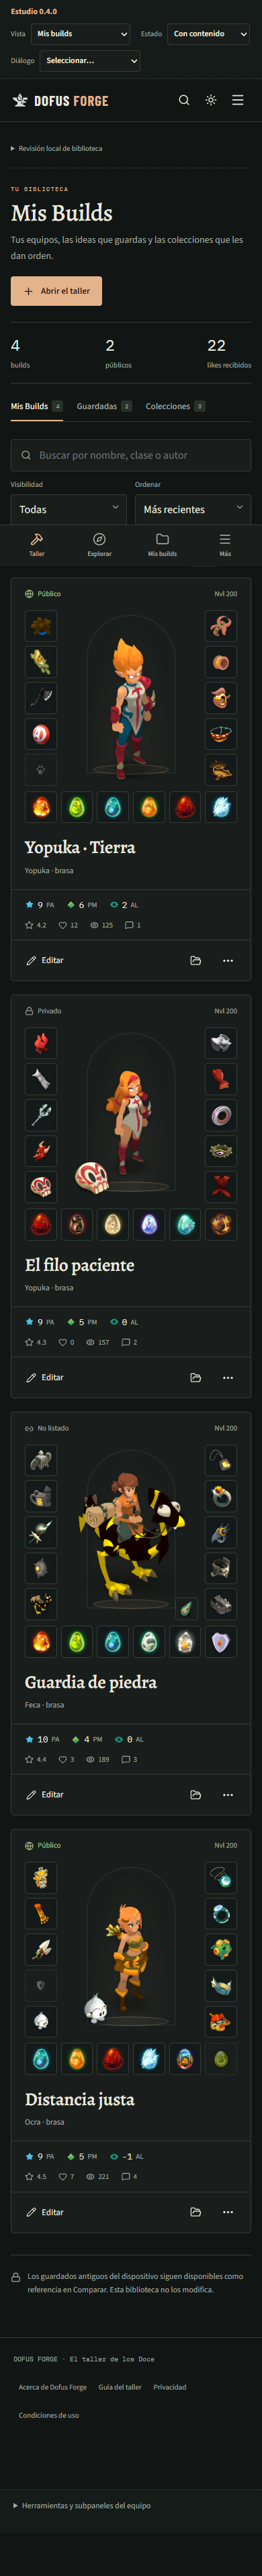 Estudio 0.4.0
Vista Mis builds Estado Con contenido
Diálogo Seleccionar...
DOFUS FORGE
Revisión local de biblioteca
TU BIBLIOTECA
Mis Builds
Tus equipos, las ideas que guardas y las colecciones que les
dan orden.
Abrir el taller
4 2 22
builds públicos likes recibidos
Mis Builds 4 Guardadas 2 Colecciones 3
Buscar por nombre, clase o autor
Visibilidad Ordenar
Todas Más recientes
Taller Explorar Mis builds Más
Público Nvl 200
Yopuka · Tierra
Yopuka · brasa
9 PA 6 PM 2 AL
4.2 12 125 1
Editar
Privado Nvl 200
El filo paciente
Yopuka · brasa
9 PA 5 PM 0 AL
4.3 0 157 2
Editar
No listado Nvl 200
Guardia de piedra
Feca · brasa
10 PA 4 PM 0 AL
4.4 3 189 3
Editar
Público Nvl 200
Distancia justa
Ocra · brasa
9 PA 5 PM -1 AL
4.5 7 221 4
Editar
Los guardados antiguos del dispositivo siguen disponibles como
referencia en Comparar. Esta biblioteca no los modifica.
DOFUS FORGE · El taller de los Doce
Acerca de Dofus Forge Guía del taller Privacidad
Condiciones de uso
Herramientas y subpaneles del equipo